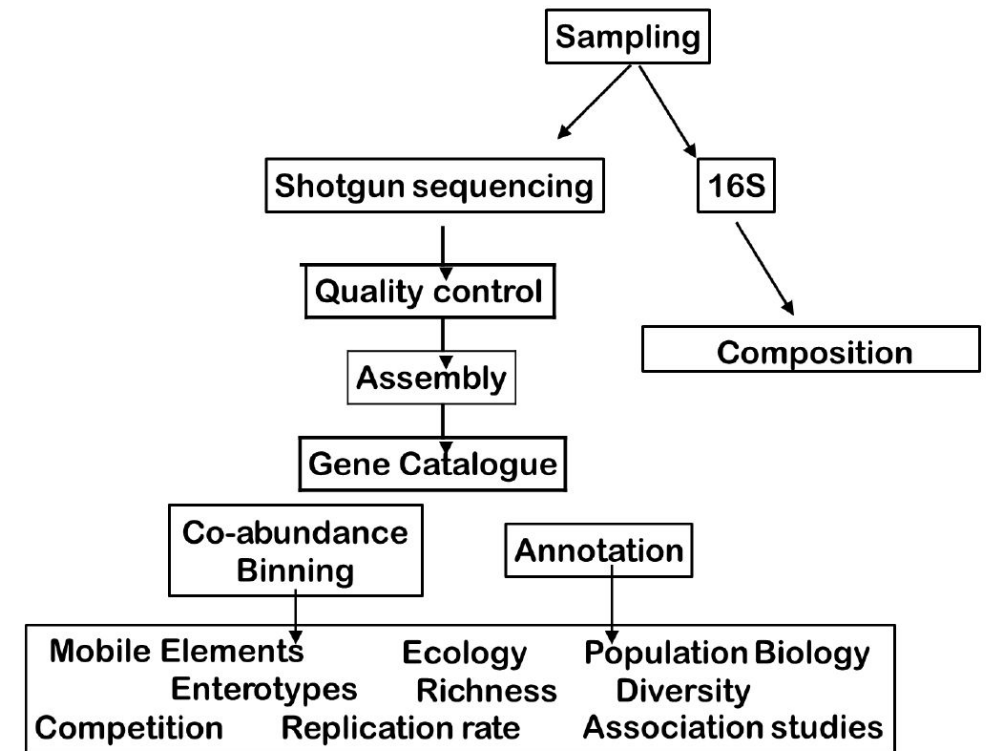 Sampling
Shotgun sequencing
16S
Quality control
Composition
Assembly
Gene Catalogue
Co-abundance
Binning
Annotation
Mobile Elements Ecology Population Biology
Enterotypes Richness Diversity
Competition Replication rate Association studies